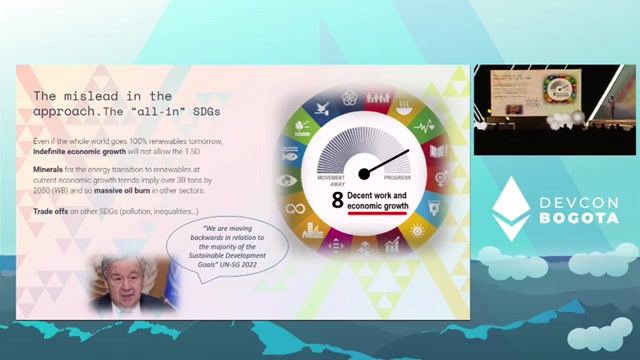 The mislead in the
approach.The “all-in” SDGs
Even if the whole world goes 100% renewables tomorrow,
indefinite economic growth will not allow the 1.5D
Minerals for the energy transition to renewables at
current economic growth trends imply over 3B tons by
2050 (WB) and so massive oil burn in other sectors.
Trade offs on other SDGs (pollution, inequalities...)
"We are moving
backwards in relation to
the majority of the
Sustainable Development
Goals" UN-SG 2022
MOVEMENT
AWAY
PROGRESS
8 Decent work and
economic growth
DEVCON
BOGOTA